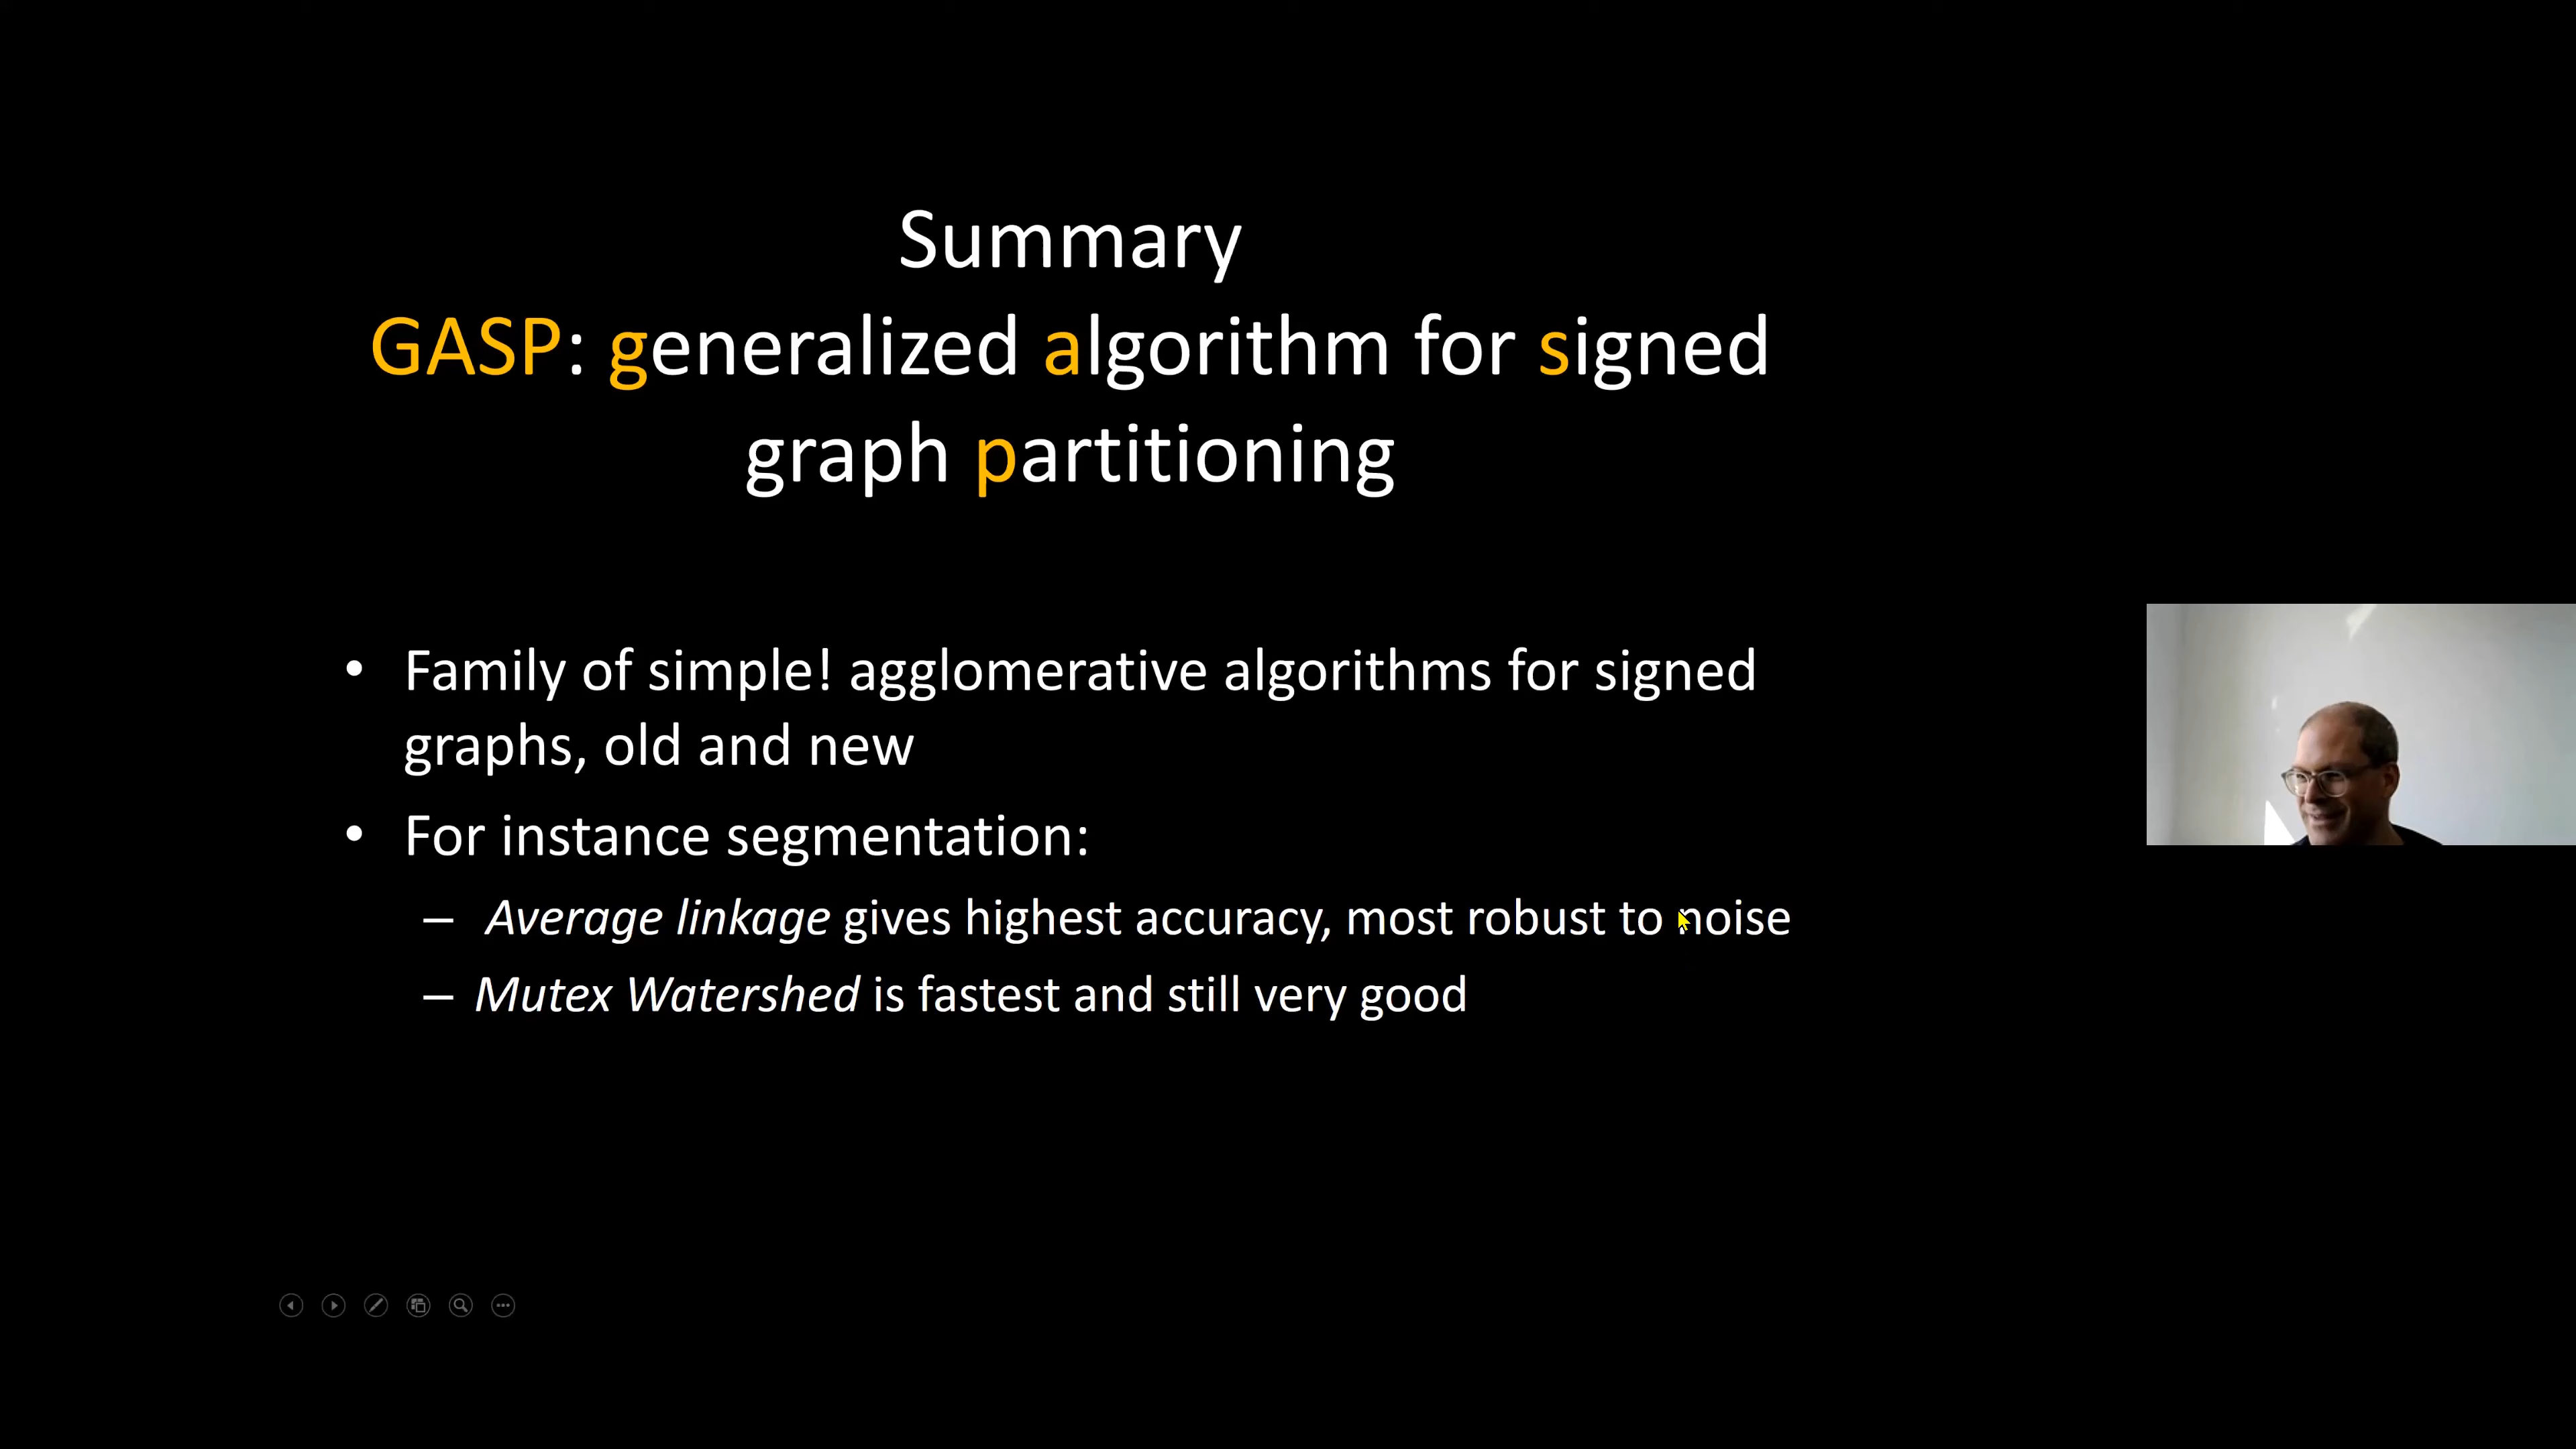 Summary
GASP: generalized algorithm for signed
graph partitioning
• Family of simple! agglomerative algorithms for signed
graphs, old and new
• For instance segmentation:
– Average linkage gives highest accuracy, most robust to noise
– Mutex Watershed is fastest and still very good